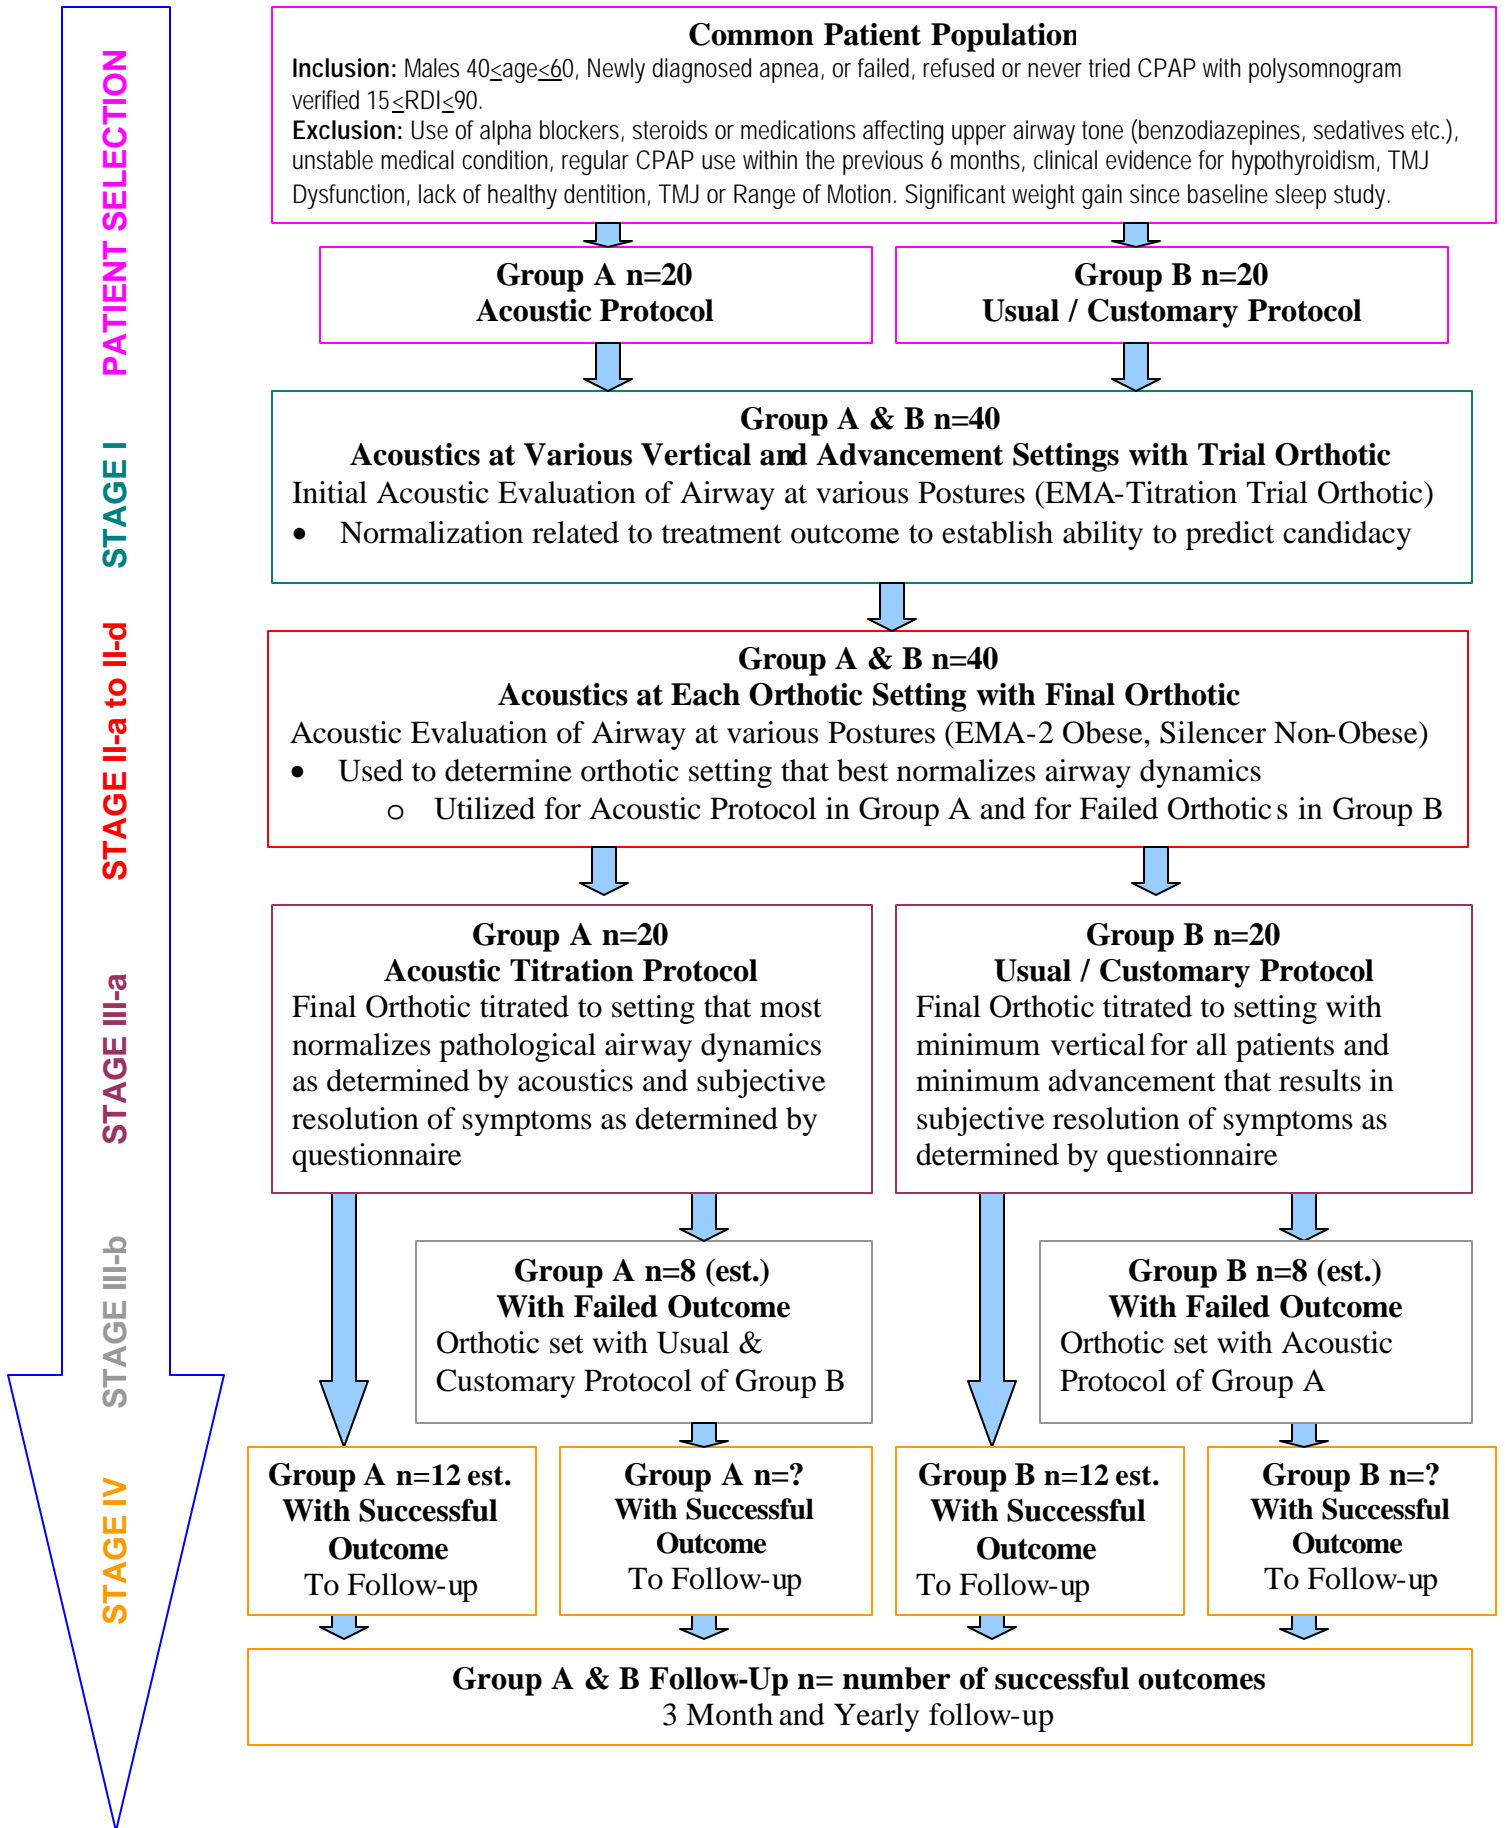 Common Patient Population
Inclusion: Males 40<age<60, Newly diagnosed apnea, or failed, refused or never tried CPAP with polysomnogram
verified 15<RDI<90.
Exclusion: Use of alpha blockers, steroids or medications affecting upper airway tone (benzodiazepines, sedatives etc.),
unstable medical condition, regular CPAP use within the previous 6 months, clinical evidence for hypothyroidism, TMJ
Dysfunction, lack of healthy dentition, TMJ or Range of Motion. Significant weight gain since baseline sleep study.
PATIENT SELECTION
Group A n=20
Acoustic Protocol
Group B n=20
Usual / Customary Protocol
STAGE I
Group A & B n=40
Acoustics at Various Vertical and Advancement Settings with Trial Orthotic
Initial Acoustic Evaluation of Airway at various Postures (EMA-Titration Trial Orthotic)
• Normalization related to treatment outcome to establish ability to predict candidacy
STAGE II-a to II-d
Group A & B n=40
Acoustics at Each Orthotic Setting with Final Orthotic
Acoustic Evaluation of Airway at various Postures (EMA-2 Obese, Silencer Non-Obese)
• Used to determine orthotic setting that best normalizes airway dynamics
o Utilized for Acoustic Protocol in Group A and for Failed Orthotics in Group B
STAGE III-a
Group A n=20
Acoustic Titration Protocol
Final Orthotic titrated to setting that most
normalizes pathological airway dynamics
as determined by acoustics and subjective
resolution of symptoms as determined by
questionnaire
Group B n=20
Usual / Customary Protocol
Final Orthotic titrated to setting with
minimum vertical for all patients and
minimum advancement that results in
subjective resolution of symptoms as
determined by questionnaire
STAGE III-b
Group A n=8 (est.)
With Failed Outcome
Orthotic set with Usual &
Customary Protocol of Group B
Group B n=8 (est.)
With Failed Outcome
Orthotic set with Acoustic
Protocol of Group A
STAGE IV
Group A n=12 est.
With Successful
Outcome
To Follow-up
Group A n=?
With Successful
Outcome
To Follow-up
Group B n=12 est.
With Successful
Outcome
To Follow-up
Group B n=?
With Successful
Outcome
To Follow-up
Group A & B Follow-Up n= number of successful outcomes
3 Month and Yearly follow-up